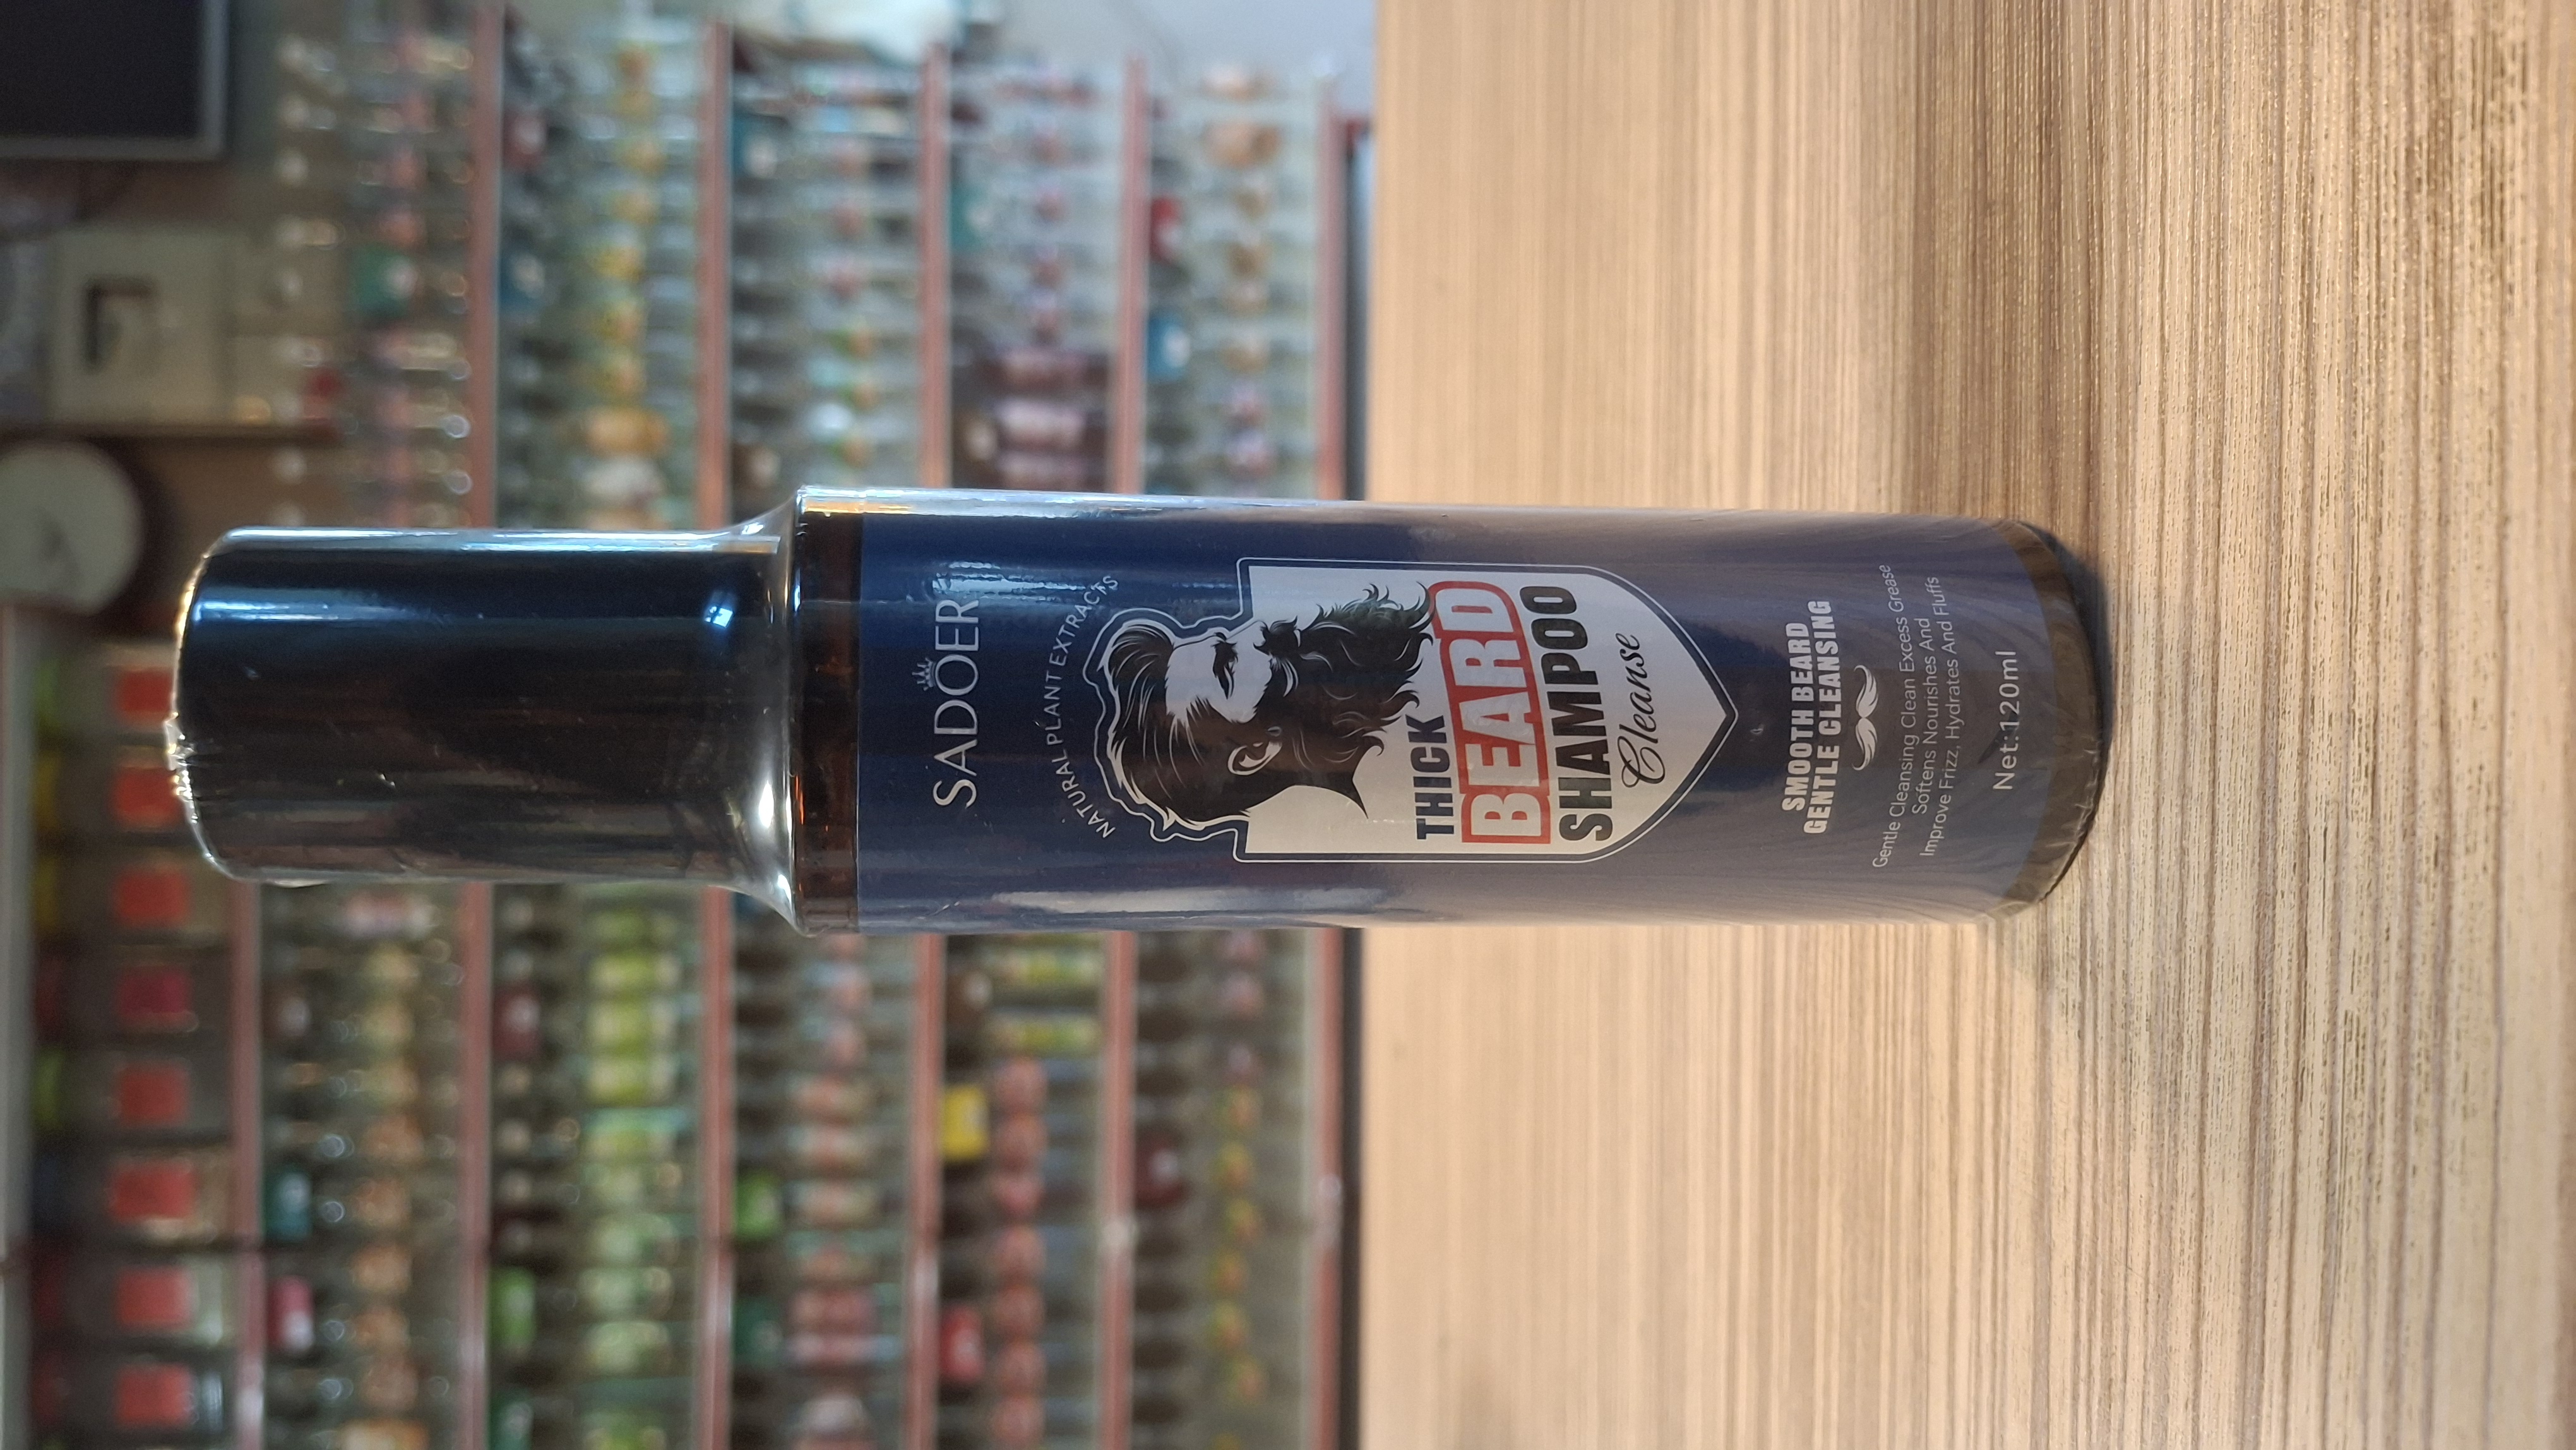 SADOER
NATURAL PLANT EXTRACTS
THICK
BEARD
SHAMPOO
Cleanse
SMOOTH BEARD
GENTLE CLEANSING
Gentle Cleansing Clean Excess Grease
Softens Nourishes And
Improve Frizz, Hydrates And Fluffs
Net:120ml